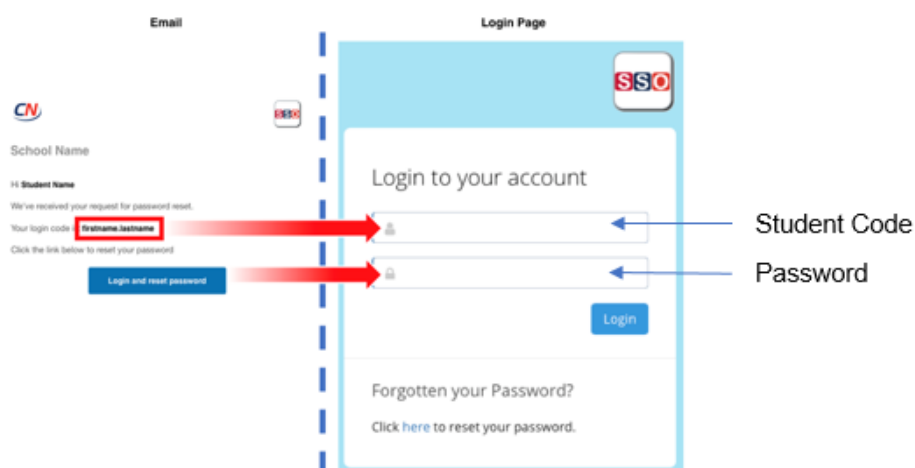 Email
CN
SSO
School Name
Hi Student Name
We've received your request for password reset.
Your login code is firstname.lastname
Click the link below to reset your password
Login and reset password
Login Page
SSO
Login to your account
Student Code
Password
Login
Forgotten your Password?
Click here to reset your password.